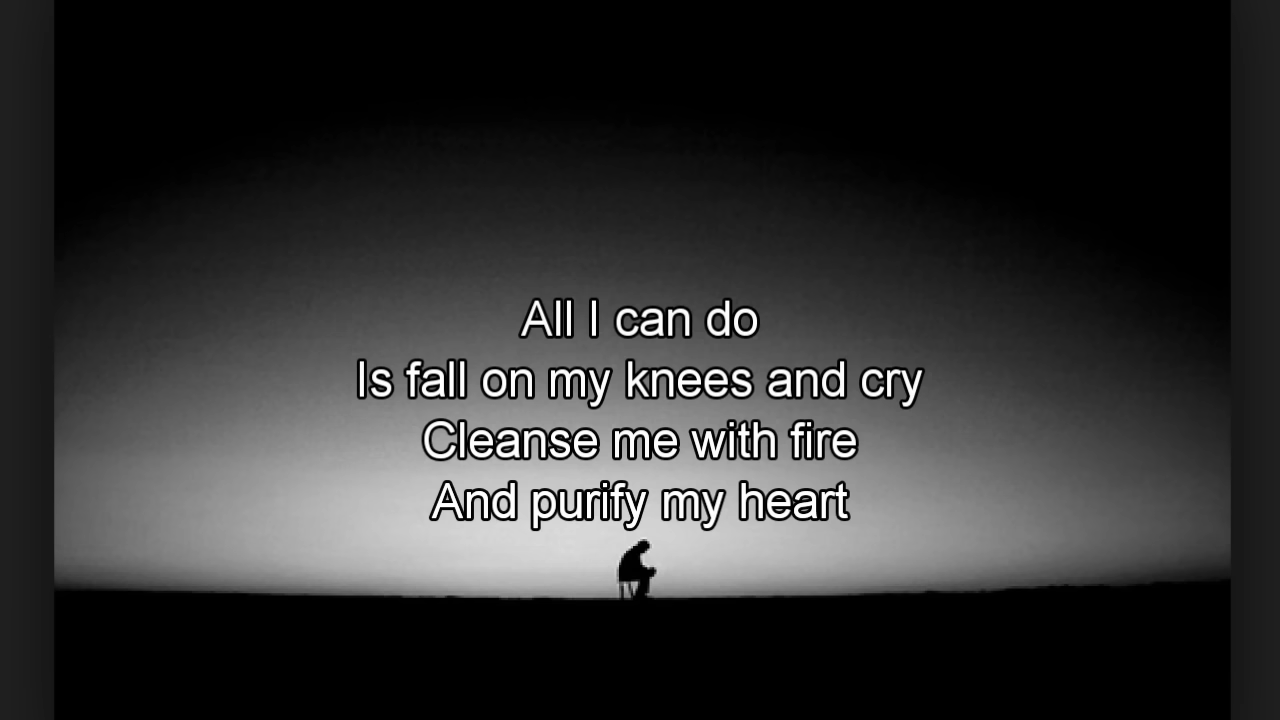 All I can do
Is fall on my knees and cry
Cleanse me with fire
And purify my heart